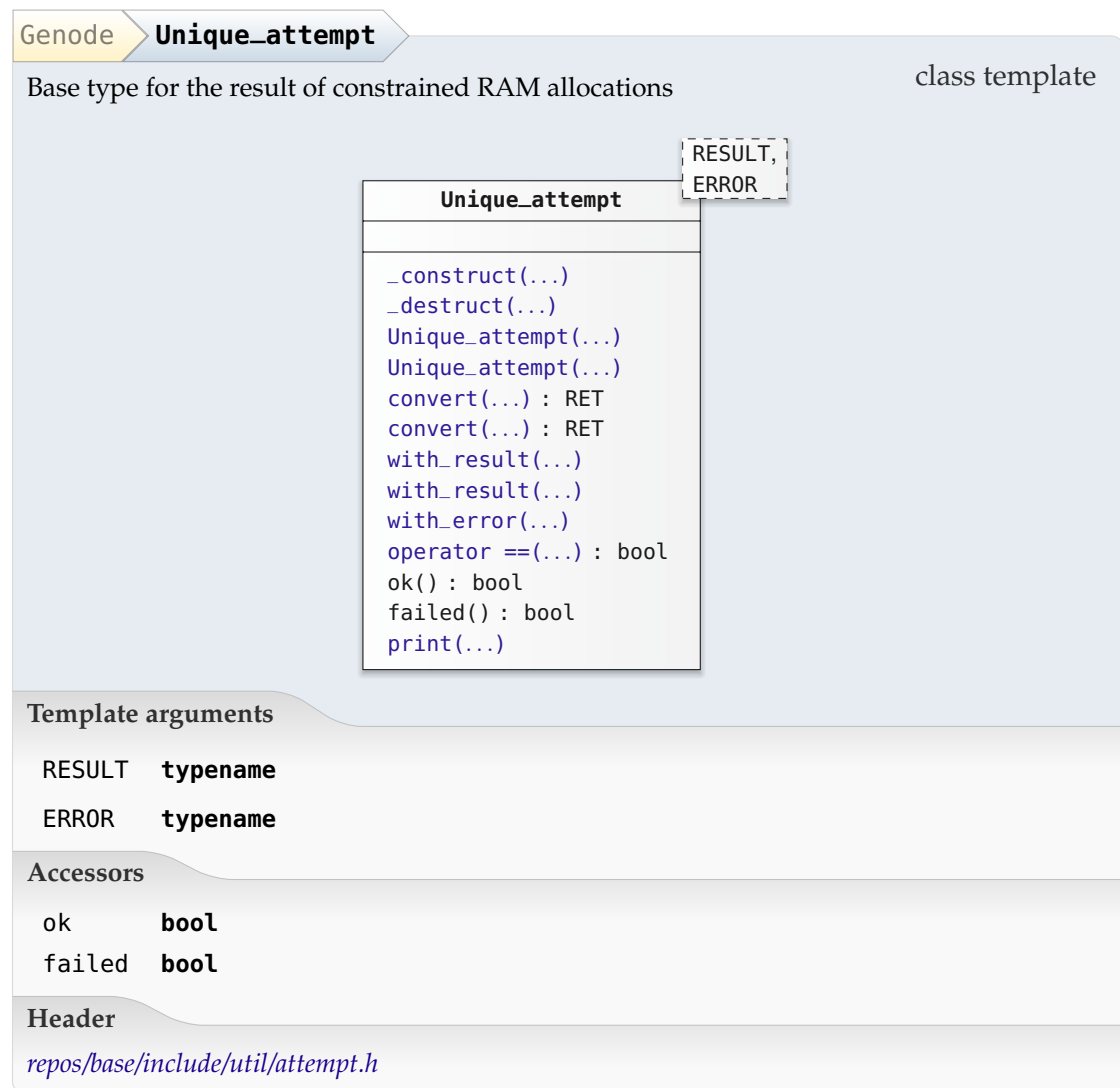 Genode Unique_attempt
Base type for the result of constrained RAM allocations
class template
RESULT,
ERROR
Unique_attempt
_construct(...)
_destruct(...)
Unique_attempt(...)
Unique_attempt(...)
convert(...) : RET
convert(...) : RET
with_result(...)
with_result(...)
with_error(...)
operator ==(...) : bool
ok() : bool
failed() : bool
print(...)
Template arguments
RESULT typename
ERROR typename
Accessors
ok bool
failed bool
Header
repos/base/include/util/attempt.h